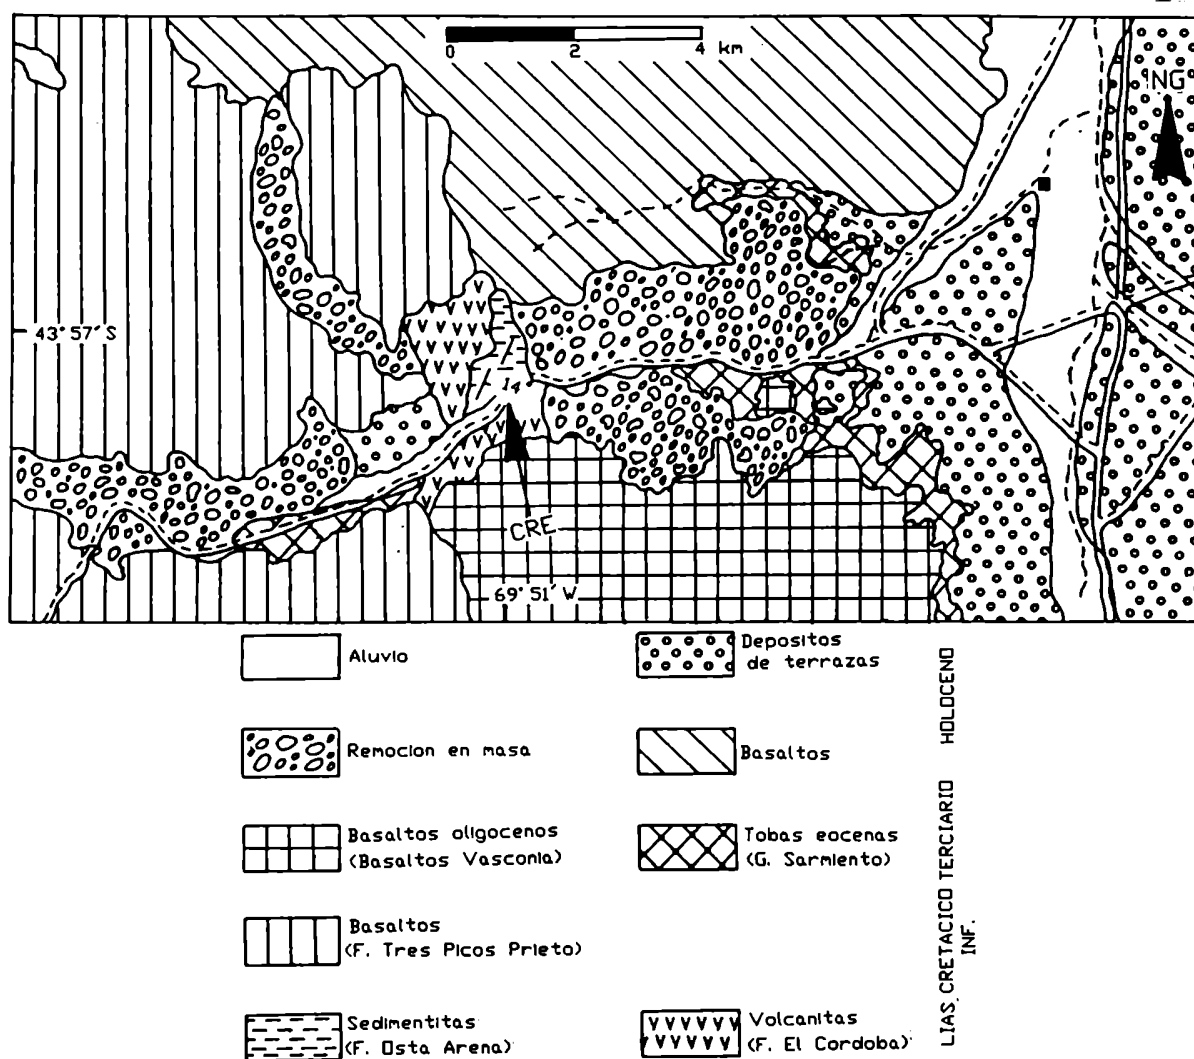 0 2 4 km
NG
43° 57´ S
14
CRE
69° 51´ W
Aluvio
Depositos
de terrazas
Remocion en masa
Basaltos
Basaltos oligocenos
(Basaltos Vasconia)
Tobas eocenas
(G. Sarmiento)
Basaltos
(F. Tres Picos Prieto)
Sedimentitas
(F. Osta Arena)
Volcanitas
(F. El Cordoba)
LIAS. CRETACICO TERCIARIO HOLOCENO
INF.